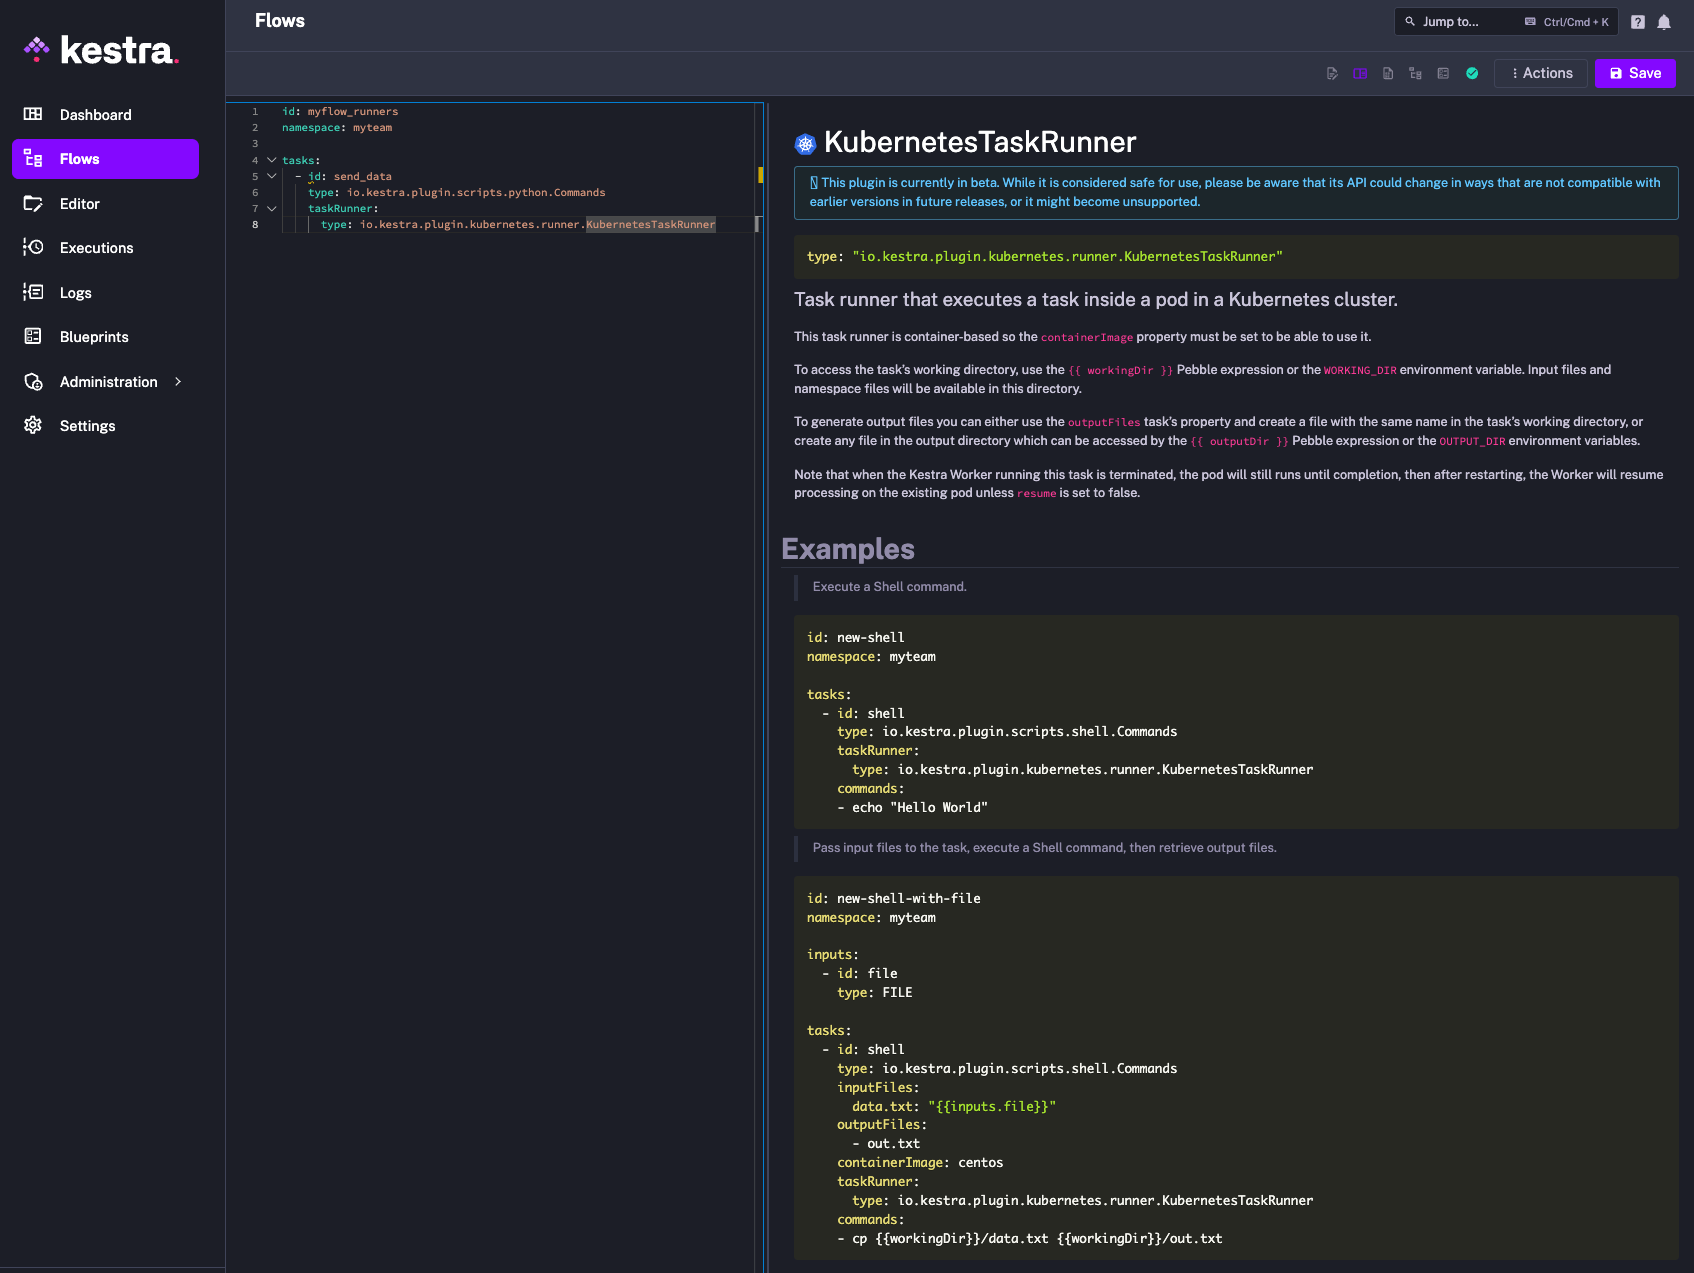 kestra.
Dashboard
Flows
Editor
Executions
Logs
Blueprints
Administration
Settings
Flows
Jump to...
Ctrl/Cmd + K
Actions
Save
1 id: myflow_runners
2 namespace: myteam
3
4 tasks:
5 - id: send_data
6 type: io.kestra.plugin.scripts.python.Commands
7 taskRunner:
8 type: io.kestra.plugin.kubernetes.runner.KubernetesTaskRunner
KubernetesTaskRunner
This plugin is currently in beta. While it is considered safe for use, please be aware that its API could change in ways that are not compatible with
earlier versions in future releases, or it might become unsupported.
type: "io.kestra.plugin.kubernetes.runner.KubernetesTaskRunner"
Task runner that executes a task inside a pod in a Kubernetes cluster.
This task runner is container-based so the containerImage property must be set to be able to use it.
To access the task's working directory, use the {{ workingDir }} Pebble expression or the WORKING_DIR environment variable. Input files and
namespace files will be available in this directory.
To generate output files you can either use the outputFiles task's property and create a file with the same name in the task's working directory, or
create any file in the output directory which can be accessed by the {{ outputDir }} Pebble expression or the OUTPUT_DIR environment variables.
Note that when the Kestra Worker running this task is terminated, the pod will still runs until completion, then after restarting, the Worker will resume
processing on the existing pod unless resume is set to false.
Examples
Execute a Shell command.
id: new-shell
namespace: myteam
tasks:
- id: shell
type: io.kestra.plugin.scripts.shell.Commands
taskRunner:
type: io.kestra.plugin.kubernetes.runner.KubernetesTaskRunner
commands:
- echo "Hello World"
Pass input files to the task, execute a Shell command, then retrieve output files.
id: new-shell-with-file
namespace: myteam
inputs:
- id: file
type: FILE
tasks:
- id: shell
type: io.kestra.plugin.scripts.shell.Commands
inputFiles:
data.txt: "{{inputs.file}}"
outputFiles:
- out.txt
containerImage: centos
taskRunner:
type: io.kestra.plugin.kubernetes.runner.KubernetesTaskRunner
commands:
- cp {{workingDir}}/data.txt {{workingDir}}/out.txt